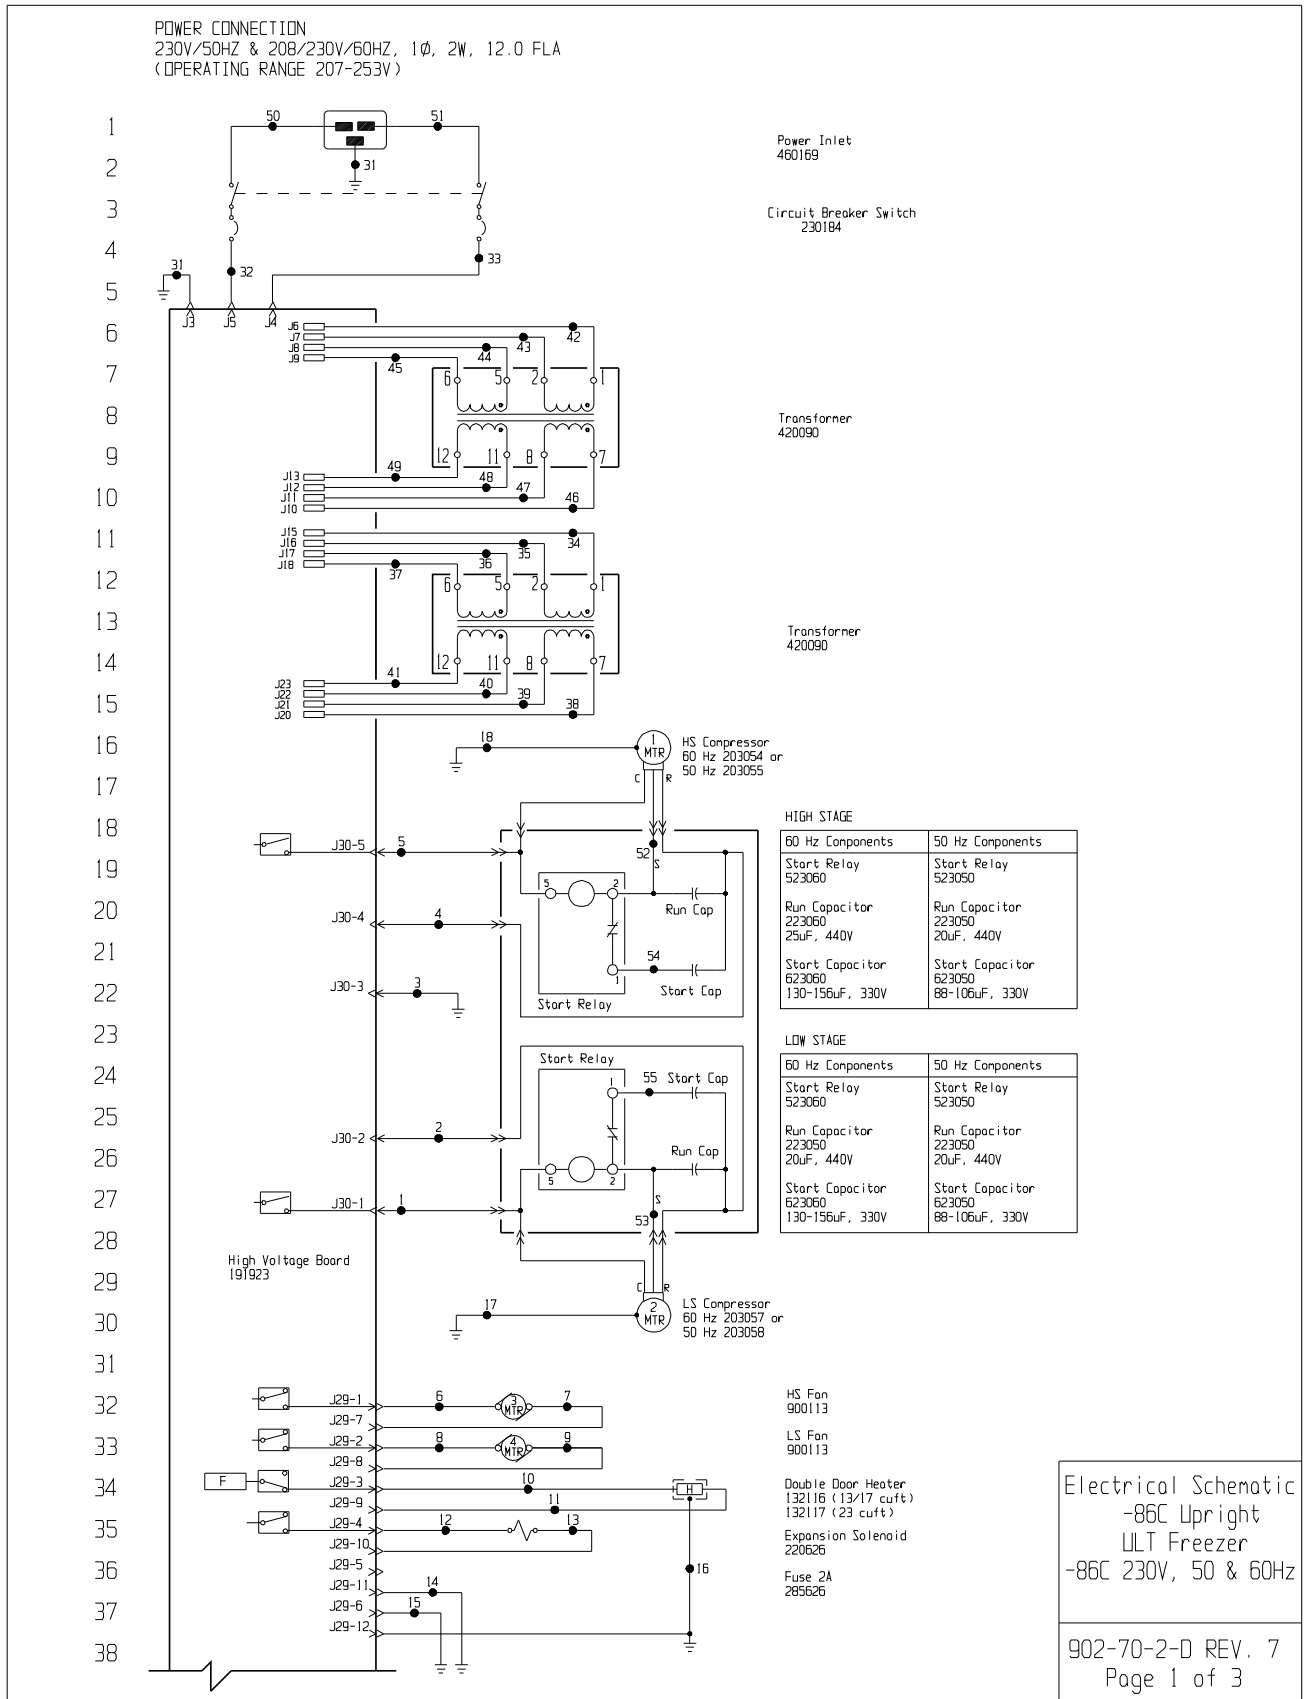 POWER CONNECTION
230V/50HZ & 208/230V/60HZ, 1Ø, 2W, 12.0 FLA
(OPERATING RANGE 207-253V)
1
50
51
Power Inlet
460169
2
31
3
Circuit Breaker Switch
230184
4
31
32
33
5
J3
J5
J4
6
J6
J7
J8
J9
42
43
44
45
7
6
5
2
1
8
Transformer
420090
9
12
11
8
7
49
48
47
46
J13
J12
J11
J10
10
11
J15
J16
J17
J18
34
35
36
37
12
6
5
2
1
13
Transformer
420090
14
12
11
8
7
41
40
39
38
J23
J22
J21
J20
15
16
18
1
MTR
HS Compressor
60 Hz 203054 or
50 Hz 203055
C
R
17
18
HIGH STAGE
60 Hz Components
50 Hz Components
J30-5
5
52
S
19
Start Relay
523060
Start Relay
523050
5
2
20
Run Cap
Run Capacitor
223060
25uF, 440V
Run Capacitor
223050
20uF, 440V
J30-4
4
21
54
1
Start Cap
Start Capacitor
623060
130-156uF, 330V
Start Capacitor
623050
88-106uF, 330V
22
J30-3
3
Start Relay
23
LOW STAGE
24
Start Relay
60 Hz Components
50 Hz Components
1
55
Start Cap
Start Relay
523060
Start Relay
523050
25
J30-2
2
Run Capacitor
223050
20uF, 440V
Run Capacitor
223050
20uF, 440V
26
Run Cap
5
2
27
J30-1
1
S
53
Start Capacitor
623060
130-156uF, 330V
Start Capacitor
623050
88-106uF, 330V
28
High Voltage Board
191923
29
C
R
30
17
2
MTR
LS Compressor
60 Hz 203057 or
50 Hz 203058
31
32
J29-1
6
3
MTR
7
HS Fan
900113
J29-7
33
J29-2
8
4
MTR
9
LS Fan
900113
J29-8
34
F
J29-3
10
H
Double Door Heater
132116 (13/17 cuft)
132117 (23 cuft)
J29-9
11
35
J29-4
12
13
Expansion Solenoid
220626
J29-10
36
J29-5
16
Fuse 2A
285626
J29-11
14
37
J29-6
15
J29-12
38
Electrical Schematic
-86C Upright
ULT Freezer
-86C 230V, 50 & 60Hz
902-70-2-D REV. 7
Page 1 of 3